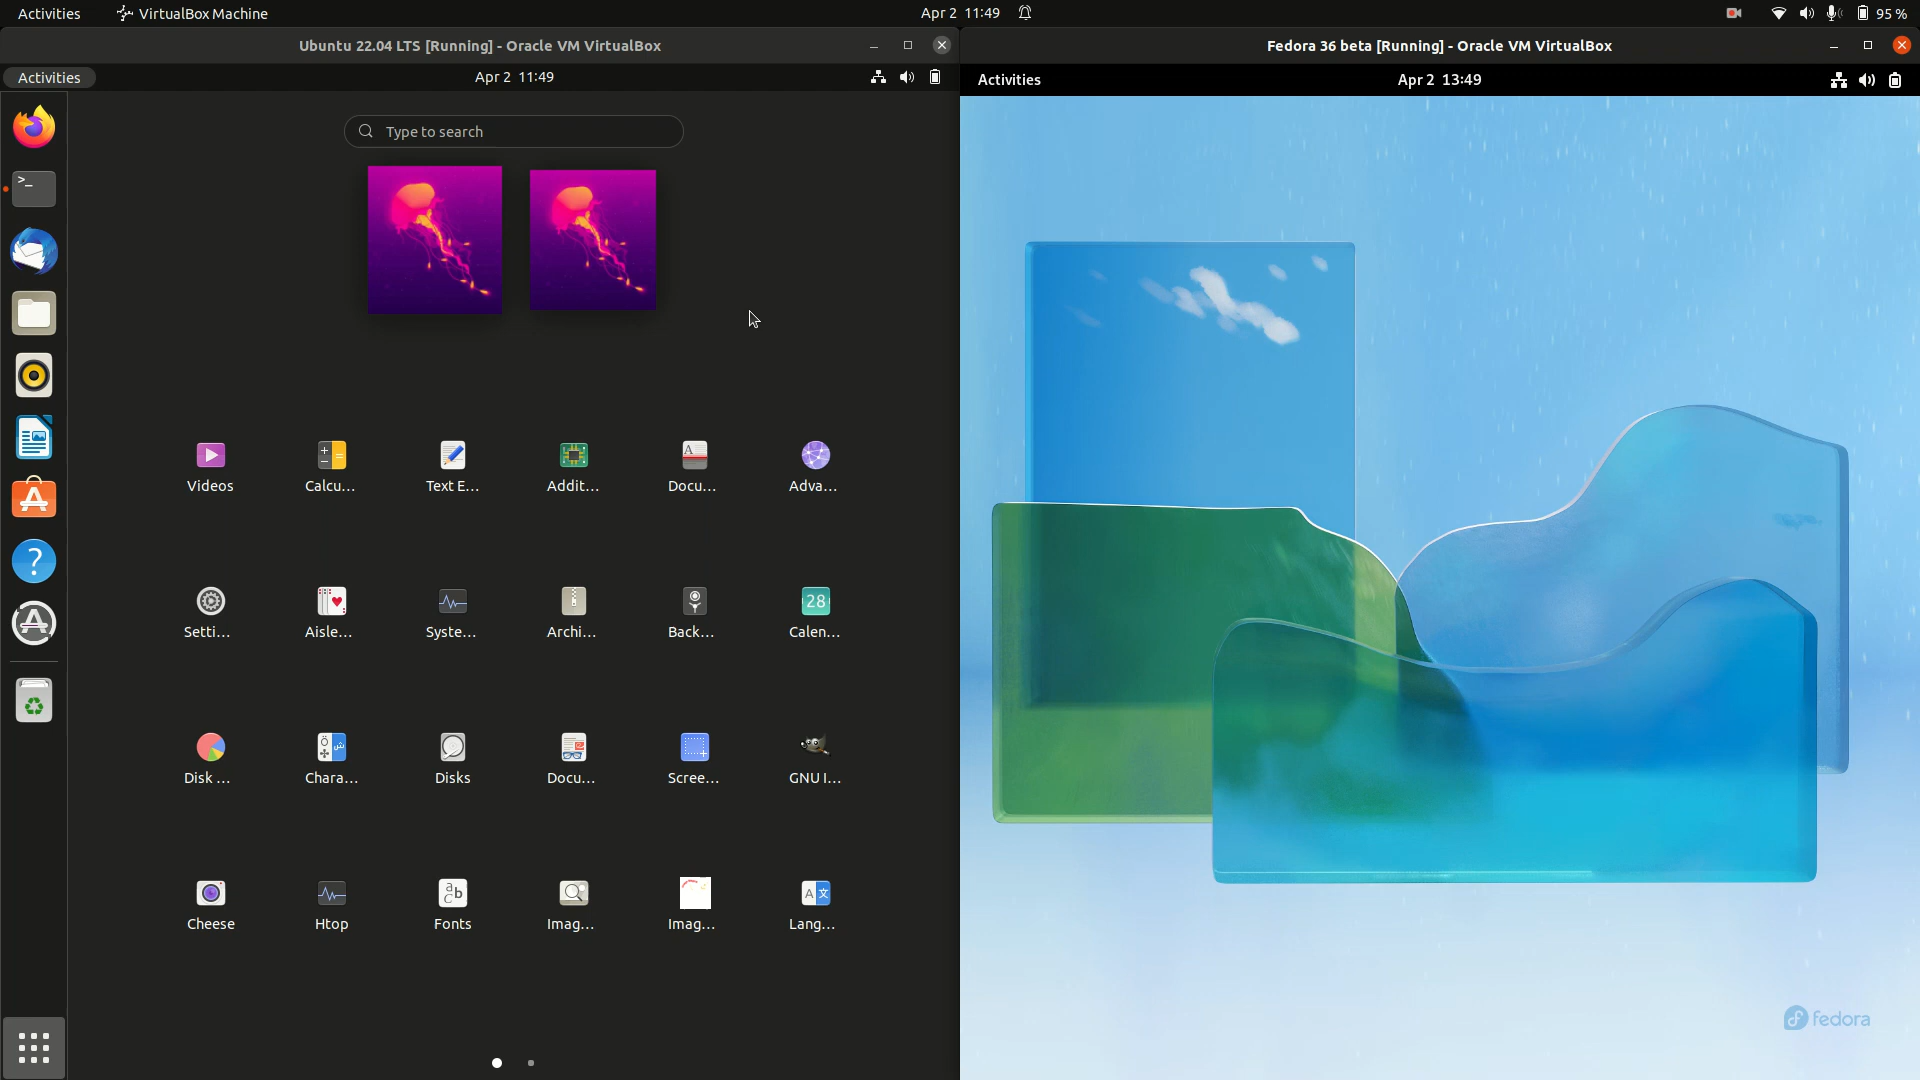 Activities
VirtualBox Machine
Apr 2 11:49
95 %
Ubuntu 22.04 LTS [Running] - Oracle VM VirtualBox
Activities
Apr 2 11:49
Type to search
Videos
Calcu...
Text E...
Addit...
Docu...
Adva...
Setti...
Aisle...
Syste...
Archi...
Back...
28
Calen...
Disk ...
Chara...
Disks
Docu...
Scree...
GNU I...
Cheese
Htop
Fonts
Imag...
Imag...
Lang...
Fedora 36 beta [Running] - Oracle VM VirtualBox
Activities
Apr 2 13:49
fedora